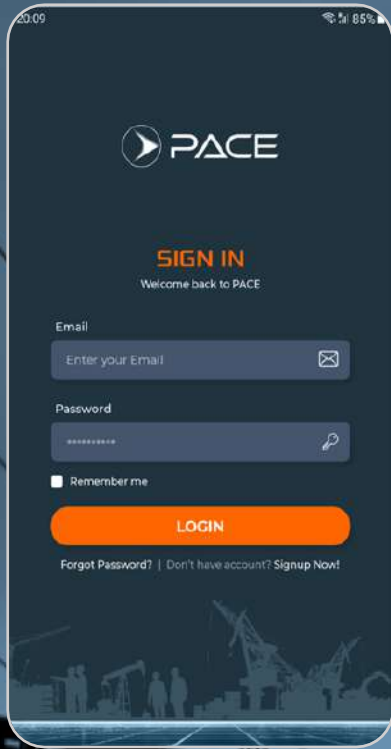 20:09 85%
PACE
SIGN IN
Welcome back to PACE
Email
Enter your Email
Password
**********
Remember me
LOGIN
Forgot Password? | Don't have account? Signup Now!